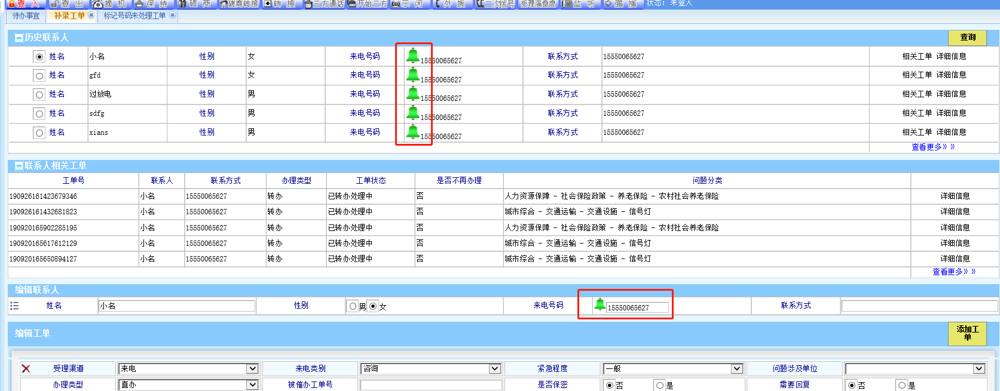 登 入 登 出 摘 机 保 持 磋 商 磋商转接 转 接 三方通话 开始三方 示 闭 外 拨 二次拨号 受理满意度 监 听 强 插 状态: 未登入
待办事宜 补录工单 标记号码未处理工单
历史联系人 查询
姓名 小名 性别 女 来电号码 15550065627 联系方式 15550065627 相关工单 详细信息
姓名 gfd 性别 女 来电号码 15550065627 联系方式 15550065627 相关工单 详细信息
姓名 过放电 性别 男 来电号码 15550065627 联系方式 15550065627 相关工单 详细信息
姓名 sdfg 性别 男 来电号码 15550065627 联系方式 15550065627 相关工单 详细信息
姓名 xians 性别 男 来电号码 15550065627 联系方式 15550065627 相关工单 详细信息
查看更多》》
联系人相关工单
工单号 联系人 联系方式 办理类型 工单状态 是否不再办理 问题分类
190926161423679346 小名 15550065627 转办 已转办处理中 否 人力资源保障 - 社会保险政策 - 养老保险 - 农村社会养老保险 详细信息
190926161432681823 小名 15550065627 转办 已转办处理中 否 城市综合 - 交通运输 - 交通设施 - 信号灯 详细信息
190920165902285195 小名 15550065627 转办 已转办处理中 否 人力资源保障 - 社会保险政策 - 养老保险 - 农村社会养老保险 详细信息
190920165617612129 小名 15550065627 转办 已转办处理中 否 城市综合 - 交通运输 - 交通设施 - 信号灯 详细信息
190920165650894127 小名 15550065627 转办 已转办处理中 否 城市综合 - 交通运输 - 交通设施 - 信号灯 详细信息
查看更多》》
编辑联系人
姓名 小名 性别 男 女 来电号码 15550065627 联系方式
编辑工单 添加工单
受理渠道 来电 来电类别 咨询 紧急程度 一般 问题涉及单位
办理类型 直办 被催办工单号 是否保密 否 是 需要回复 否 是